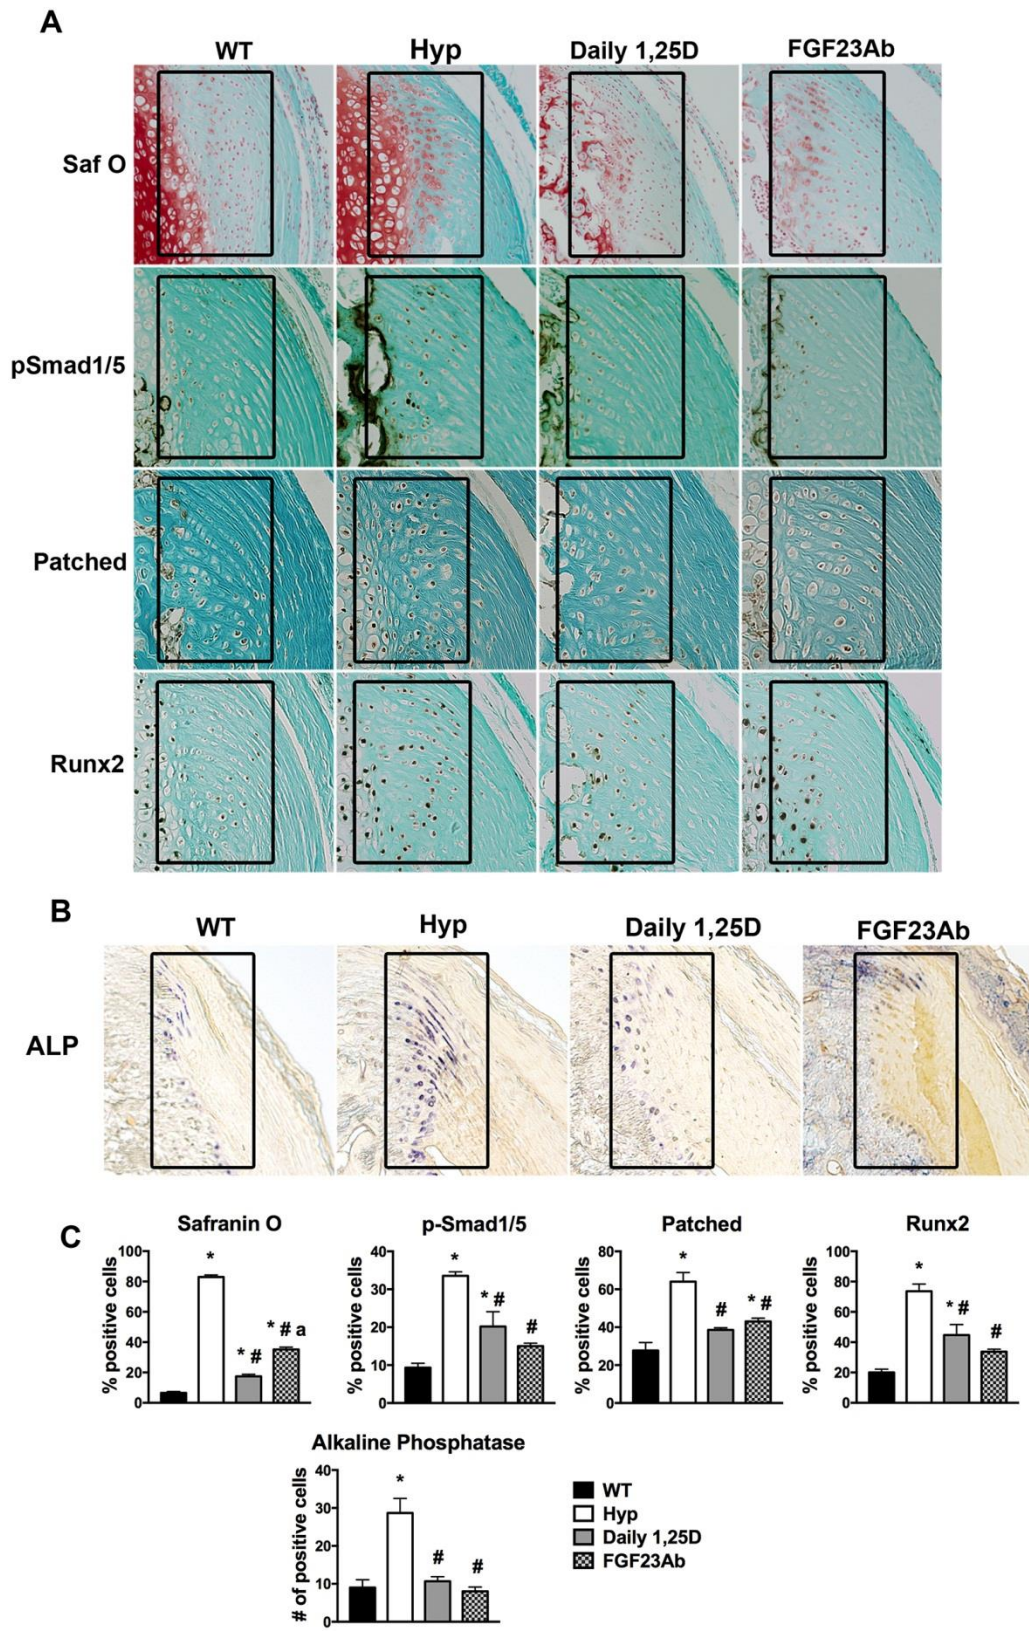 A
WT Hyp Daily 1,25D FGF23Ab
Saf O
pSmad1/5
Patched
Runx2
B
WT Hyp Daily 1,25D FGF23Ab
ALP
C
Safranin O
% positive cells
100
80
60
40
20
0
*
* #
* # a
p-Smad1/5
% positive cells
40
30
20
10
0
*
* #
#
Patched
% positive cells
100
80
60
40
20
0
*
#
* #
Runx2
% positive cells
100
80
60
40
20
0
*
* #
#
Alkaline Phosphatase
# of positive cells
40
30
20
10
0
*
#
#
WT
Hyp
Daily 1,25D
FGF23Ab